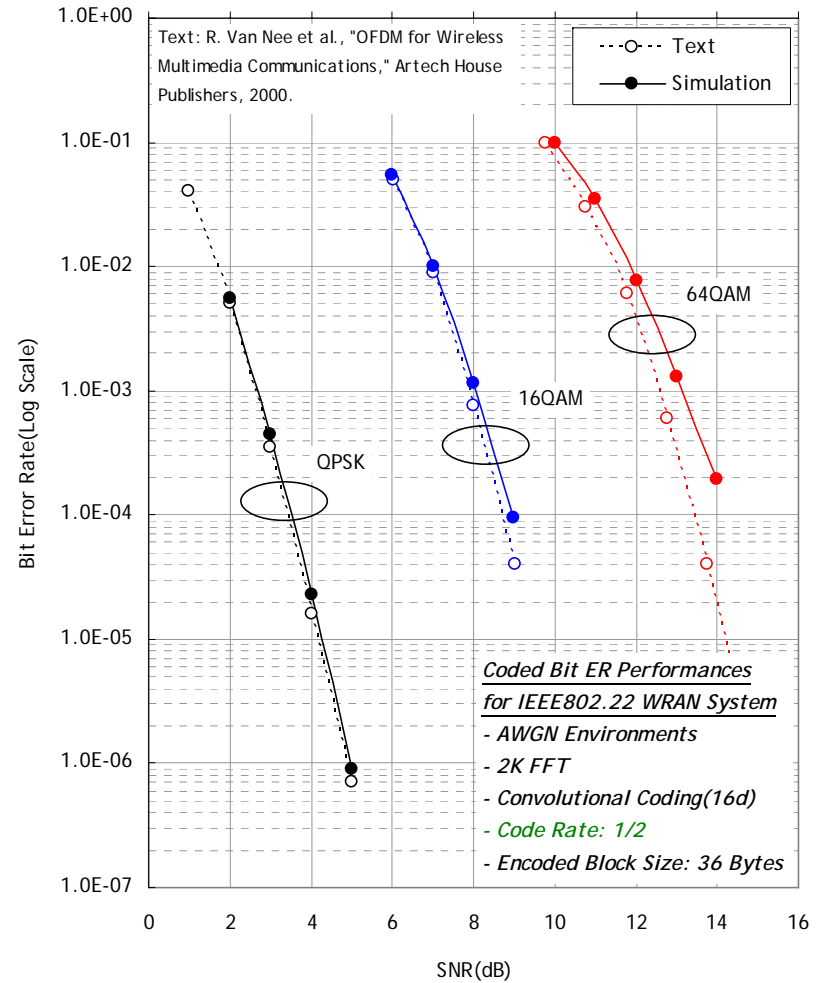 1.0E+00
1.0E-01
1.0E-02
1.0E-03
1.0E-04
1.0E-05
1.0E-06
1.0E-07
Bit Error Rate(Log Scale)
Text: R. Van Nee et al., "OFDM for Wireless
Multimedia Communications," Artech House
Publishers, 2000.
Text
Simulation
64QAM
16QAM
QPSK
Coded Bit ER Performances
for IEEE802.22 WRAN System
- AWGN Environments
- 2K FFT
- Convolutional Coding(16d)
- Code Rate: 1/2
- Encoded Block Size: 36 Bytes
0 2 4 6 8 10 12 14 16
SNR(dB)